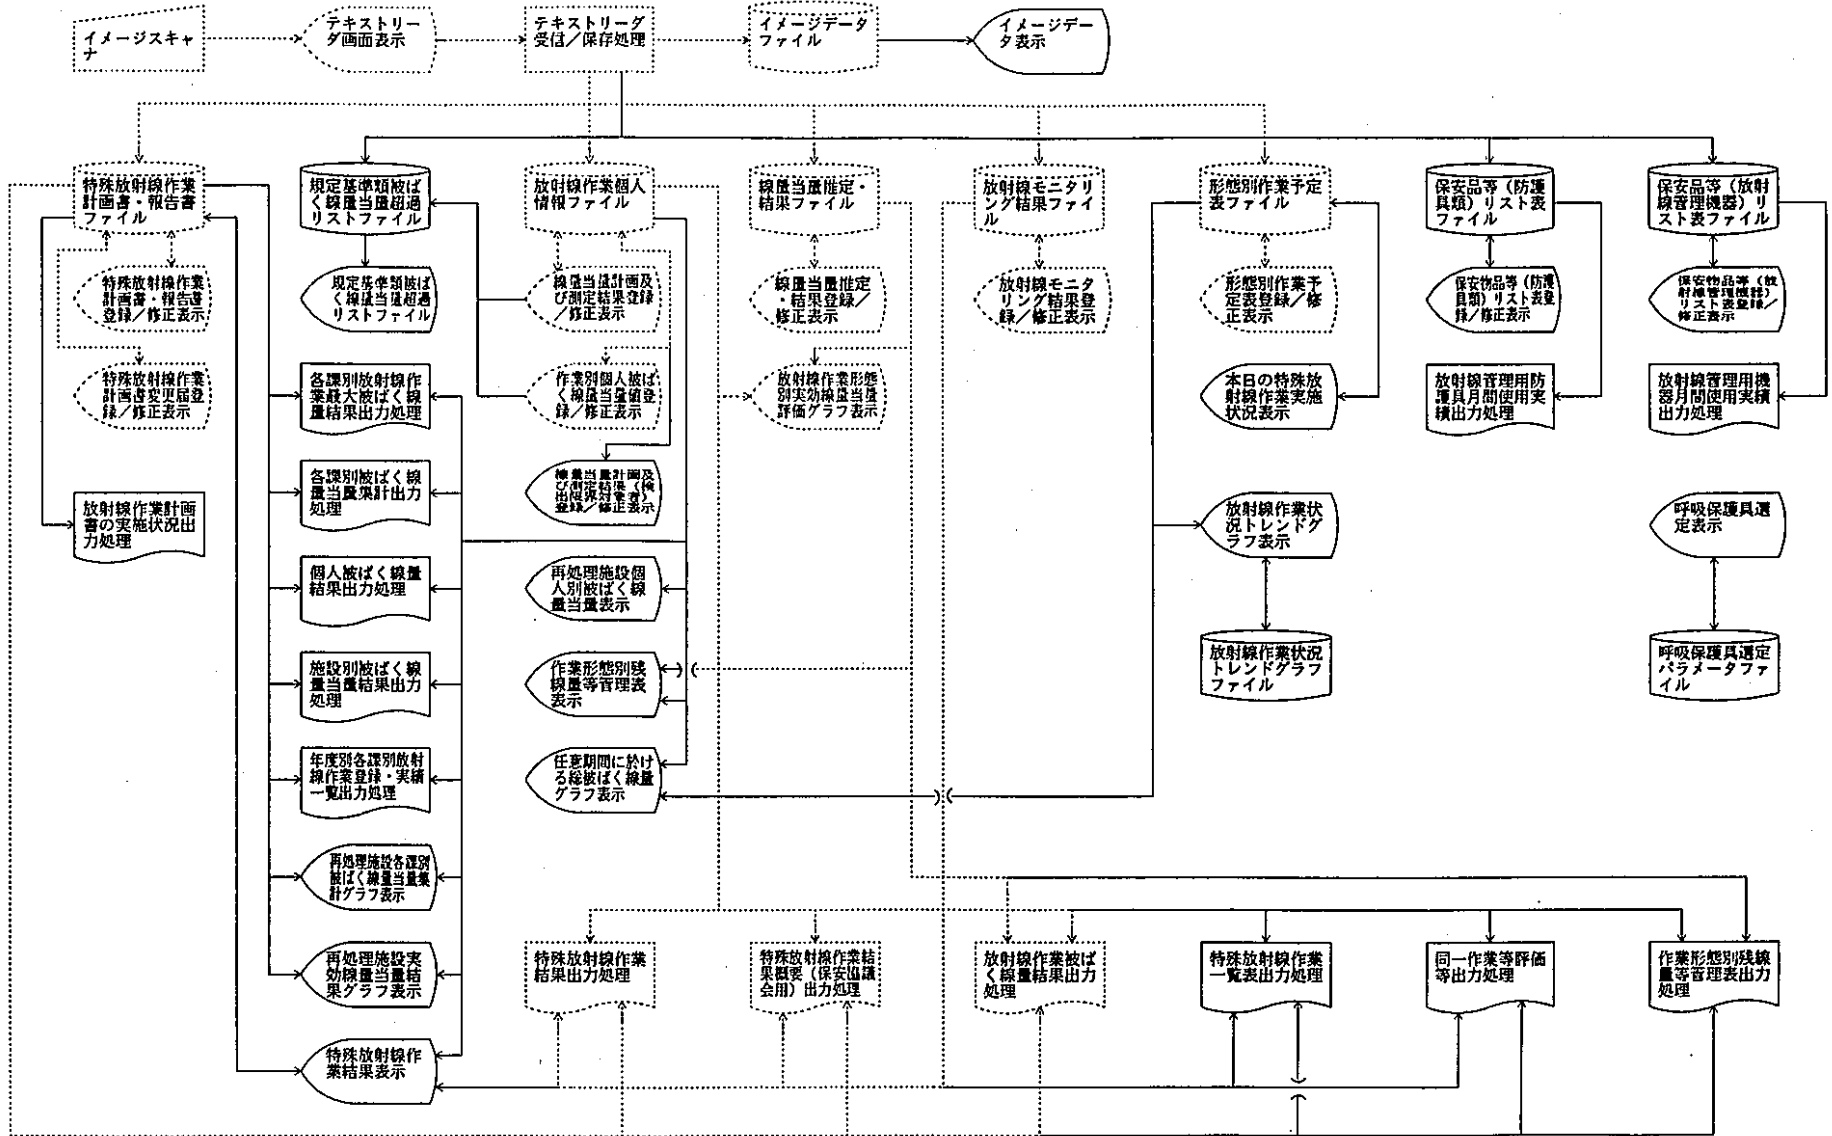 イメージスキャ
ナ
テキストリー
ダ画面表示
テキストリーダ
受信／保存処理
イメージデータ
ファイル
イメージデー
タ表示
特殊放射線作業
計画書・報告書
ファイル
規定基準類被ば
く線量当量超過
リストファイル
放射線作業個人
情報ファイル
線量当量推定・
結果ファイル
放射線モニタリ
ング結果ファイ
ル
形態別作業予定
表ファイル
保安品等（防護
具類）リスト表
ファイル
保安品等（放射
線管理機器）リ
スト表ファイル
特殊放射線作業
計画書・報告書
登録／修正表示
規定基準類被ば
く線量当量超過
リストファイル
線量当量計画及
び測定結果登録
／修正表示
線量当量推定
・結果登録／
修正表示
放射線モニタ
リング結果登
録／修正表示
形態別作業予
定表登録／修
正表示
保安物品等（防護
具類）リスト表登
録／修正表示
保安物品等（放
射線管理機器）
リスト表登録／
修正表示
特殊放射線作業
計画書変更届登
録／修正表示
各課別放射線作
業最大被ばく線
量結果出力処理
作業別個人被ば
く線量当量値登
録／修正表示
放射線作業形態
別実効線量当量
評価グラフ表示
本日の特殊放
射線作業実施
状況表示
放射線管理用防
護具月間使用実
績出力処理
放射線管理用機
器月間使用実績
出力処理
各課別被ばく線
量当量集計出力
処理
線量当量計画及
び測定結果（検
出限界対象者）
登録／修正表示
放射線作業計画
書の実施状況出
力処理
放射線作業状
況トレンドグ
ラフ表示
呼吸保護具選
定表示
個人被ばく線量
結果出力処理
再処理施設個
人別被ばく線
量当量表示
施設別被ばく線
量当量結果出力
処理
作業形態別残
線量等管理表
表示
放射線作業状況
トレンドグラフ
ファイル
呼吸保護具選定
パラメータファ
イル
年度別各課別放射
線作業登録・実績
一覧出力処理
任意期間に於け
る総被ばく線量
グラフ表示
再処理施設各課別
被ばく線量当量集
計グラフ表示
再処理施設実
効線量当量結
果グラフ表示
特殊放射線作業
結果出力処理
特殊放射線作業結
果概要（保安協議
会用）出力処理
放射線作業被ば
く線量結果出力
処理
特殊放射線作業
一覧表出力処理
同一作業等評価
等出力処理
作業形態別残線
量等管理表出力
処理
特殊放射線作
業結果表示